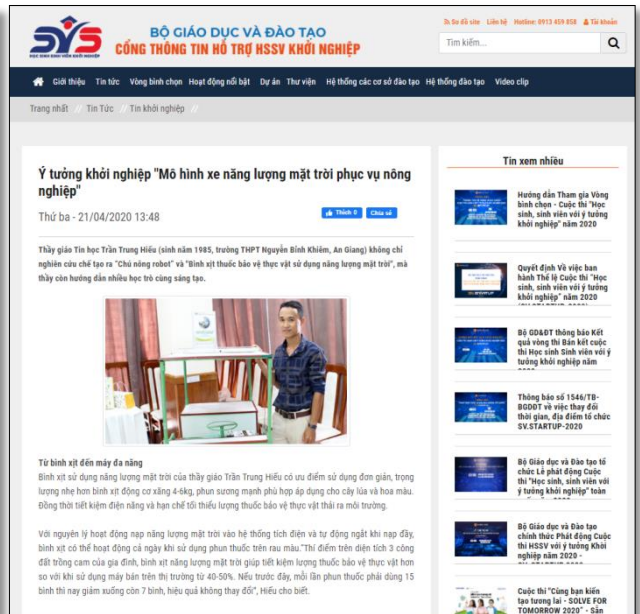 Sơ đồ site Liên hệ Hotline: 0913 459 858 Tài khoản
SVS
HỌC SINH SINH VIÊN KHỞI NGHIỆP
BỘ GIÁO DỤC VÀ ĐÀO TẠO
CỔNG THÔNG TIN HỖ TRỢ HSSV KHỞI NGHIỆP
Tìm kiếm...
Giới thiệu Tin tức Vòng bình chọn Hoạt động nổi bật Dự án Thư viện Hệ thống các cơ sở đào tạo Hệ thống đào tạo Video clip
Trang nhất // Tin Tức // Tin khởi nghiệp //
Ý tưởng khởi nghiệp "Mô hình xe năng lượng mặt trời phục vụ nông
nghiệp"
Thứ ba - 21/04/2020 13:48
Thích 0 Chia sẻ
Thầy giáo Tin học Trần Trung Hiếu (sinh năm 1985, trường THPT Nguyễn Bỉnh Khiêm, An Giang) không chỉ
nghiên cứu chế tạo ra "Chú nông robot" và "Bình xịt thuốc bảo vệ thực vật sử dụng năng lượng mặt trời", mà
thầy còn hướng dẫn nhiều học trò cùng sáng tạo.
Từ bình xịt đến máy đa năng
Bình xịt sử dụng năng lượng mặt trời của thầy giáo Trần Trung Hiếu có ưu điểm sử dụng đơn giản, trọng
lượng nhẹ hơn bình xịt động cơ xăng 4-6kg, phun sương mạnh phù hợp áp dụng cho cây lúa và hoa màu.
Đồng thời tiết kiệm điện năng và hạn chế tối thiểu lượng thuốc bảo vệ thực vật thải ra môi trường.
Với nguyên lý hoạt động nạp năng lượng mặt trời vào hệ thống tích điện và tự động ngắt khi nạp đầy,
bình xịt có thể hoạt động cả ngày khi sử dụng phun thuốc trên rau màu."Thí điểm trên diện tích 3 công
đất trồng cam của gia đình, bình xịt năng lượng mặt trời giúp tiết kiệm lượng thuốc bảo vệ thực vật hơn
so với khi sử dụng máy bán trên thị trường từ 40-50%. Nếu trước đây, mỗi lần phun thuốc phải dùng 15
bình thì nay giảm xuống còn 7 bình, hiệu quả không thay đổi", Hiếu cho biết.
Tin xem nhiều
Hướng dẫn Tham gia Vòng
bình chọn - Cuộc thi "Học
sinh, sinh viên với ý tưởng
khởi nghiệp" năm 2020
Quyết định Về việc ban
hành Thể lệ Cuộc thi "Học
sinh, sinh viên với ý tưởng
khởi nghiệp" năm 2020
Bộ GD&ĐT thông báo Kết
quả vòng thi Bán kết cuộc
thi Học sinh Sinh viên với ý
tưởng khởi nghiệp năm
Thông báo số 1546/TB-
BGDĐT về việc thay đổi
thời gian, địa điểm tổ chức
SV.STARTUP-2020
Bộ Giáo dục và Đào tạo tổ
chức Lễ phát động Cuộc
thi "Học sinh, sinh viên với
ý tưởng khởi nghiệp" toàn
Bộ Giáo dục và Đào tạo
chính thức Phát động Cuộc
thi HSSV với ý tưởng Khởi
nghiệp năm 2020 -
Cuộc thi "Cùng bạn kiến
tạo tương lai - SOLVE FOR
TOMORROW 2020" - Sân